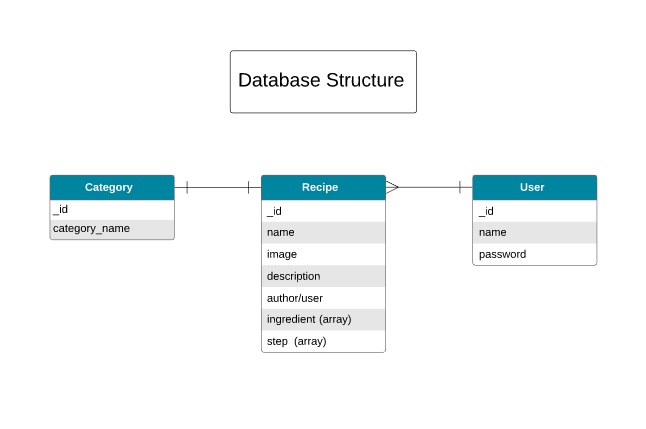 Database Structure
Category
_id
category_name
Recipe
_id
name
image
description
author/user
ingredient (array)
step  (array)
User
_id
name
password